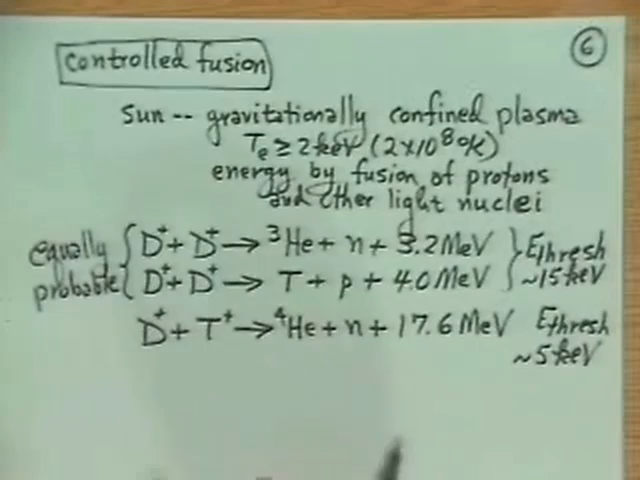 6
Controlled fusion
Sun -- gravitationally confined plasma
Te ≥ 2 keV (2×10⁸ °K)
energy by fusion of protons
and other light nuclei
equally probable { D⁺ + D⁺ → ³He + n + 3.2 MeV } Ethresh
D⁺ + D⁺ → T + p + 4.0 MeV ~15 keV
D⁺ + T⁺ → ⁴He + n + 17.6 MeV Ethresh
~5 keV